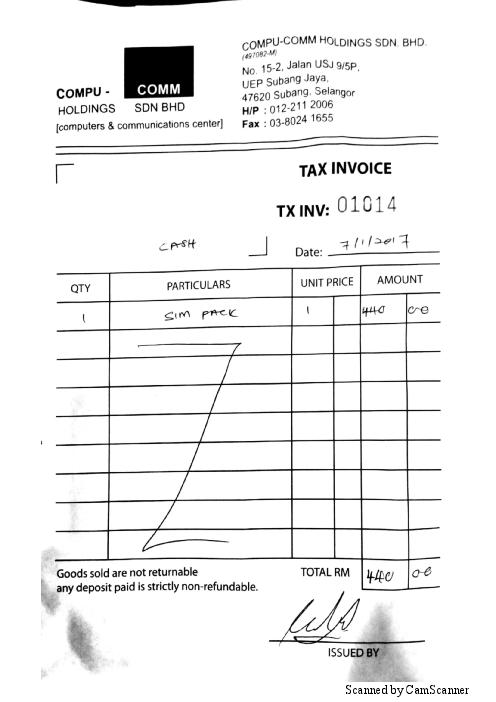 COMPU - COMM
HOLDINGS SDN BHD
[computers & communications center]
COMPU-COMM HOLDINGS SDN. BHD.
(497082-M)
No. 15-2, Jalan USJ 9/5P,
UEP Subang Jaya,
47620 Subang, Selangor
H/P : 012-211 2006
Fax : 03-8024 1655
TAX INVOICE
TX INV: 01014
CASH
Date: 7/1/2017
QTY PARTICULARS UNIT PRICE AMOUNT
1 SIM PACK 1 440 00
Goods sold are not returnable
any deposit paid is strictly non-refundable.
TOTAL RM 440 00
ISSUED BY
Scanned by CamScanner